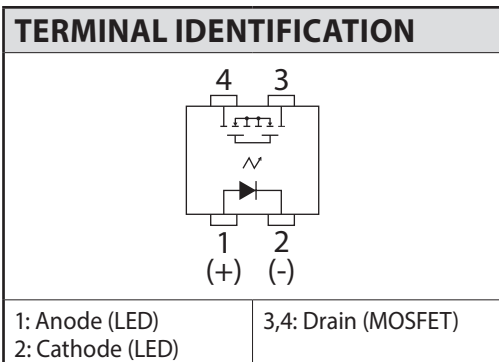 TERMINAL IDENTIFICATION
4 3
1 2
(+) (-)
1: Anode (LED)
2: Cathode (LED)
3,4: Drain (MOSFET)